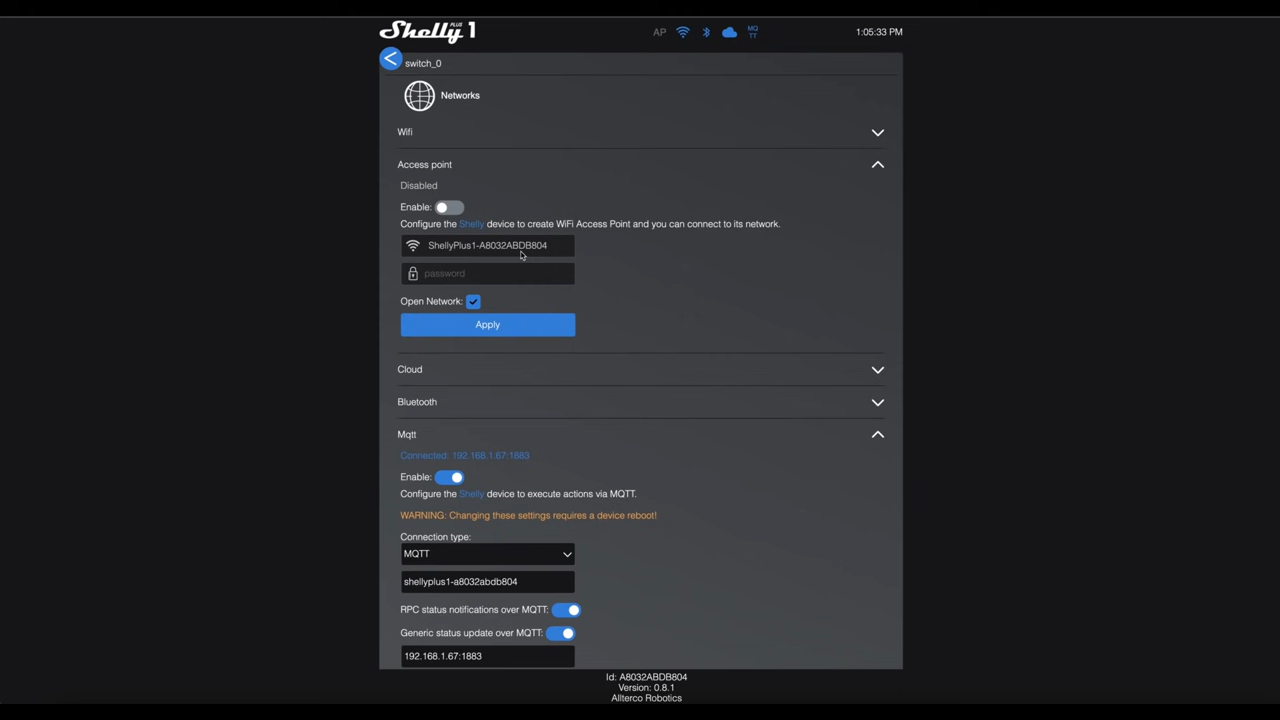 Shelly PLUS 1
AP
MQ
TT
1:05:33 PM
switch_0
Networks
Wifi
Access point
Disabled
Enable:
Configure the Shelly device to create WiFi Access Point and you can connect to its network.
ShellyPlus1-A8032ABDB804
password
Open Network:
Apply
Cloud
Bluetooth
Mqtt
Connected: 192.168.1.67:1883
Enable:
Configure the Shelly device to execute actions via MQTT.
WARNING: Changing these settings requires a device reboot!
Connection type:
MQTT
shellyplus1-a8032abdb804
RPC status notifications over MQTT:
Generic status update over MQTT:
192.168.1.67:1883
Id: A8032ABDB804
Version: 0.8.1
Allterco Robotics